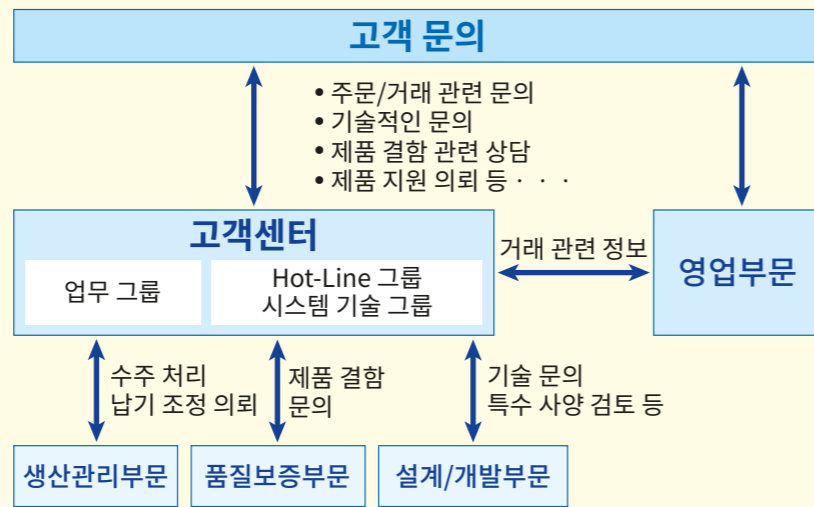 고객 문의
• 주문/거래 관련 문의
• 기술적인 문의
• 제품 결함 관련 상담
• 제품 지원 의뢰 등 · · ·
고객센터
업무 그룹
Hot-Line 그룹
시스템 기술 그룹
거래 관련 정보
영업부문
수주 처리
납기 조정 의뢰
제품 결함
문의
기술 문의
특수 사양 검토 등
생산관리부문
품질보증부문
설계/개발부문